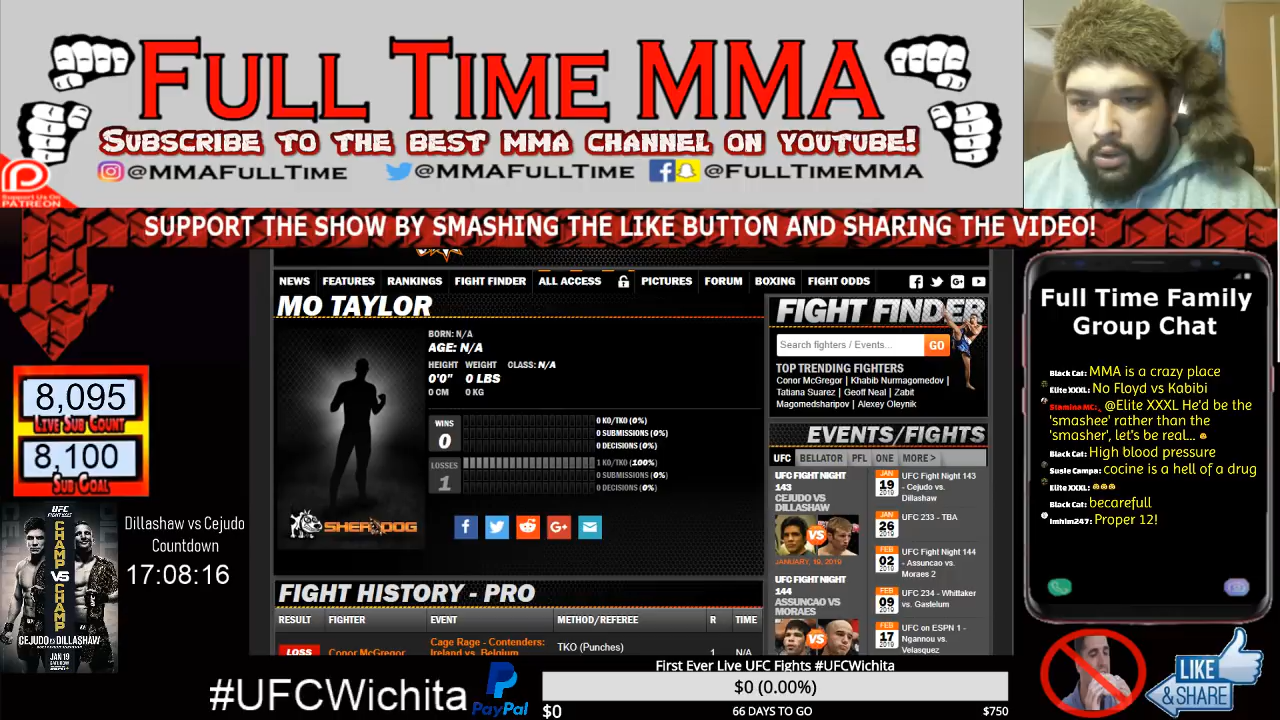 FULL TIME MMA
SUBSCRIBE TO THE BEST MMA CHANNEL ON YOUTUBE!
@MMAFULLTIME @MMAFULLTIME @FULLTIMEMMA
Support Us On
PATREON
SUPPORT THE SHOW BY SMASHING THE LIKE BUTTON AND SHARING THE VIDEO!
NEWS FEATURES RANKINGS FIGHT FINDER ALL ACCESS PICTURES FORUM BOXING FIGHT ODDS
MO TAYLOR
BORN: N/A
AGE: N/A
HEIGHT WEIGHT CLASS: N/A
0'0" 0 LBS
0 CM 0 KG
WINS
0
0 KO/TKO (0%)
0 SUBMISSIONS (0%)
0 DECISIONS (0%)
LOSSES
1
1 KO/TKO (100%)
0 SUBMISSIONS (0%)
0 DECISIONS (0%)
SHERDOG
FIGHT HISTORY - PRO
RESULT FIGHTER EVENT METHOD/REFEREE R TIME
LOSS Conor McGregor Cage Rage - Contenders: Ireland vs. Belgium TKO (Punches) 1 N/A
FIGHT FINDER
Search fighters / Events... GO
TOP TRENDING FIGHTERS
Conor McGregor | Khabib Nurmagomedov |
Tatiana Suarez | Geoff Neal | Zabit
Magomedsharipov | Alexey Oleynik
EVENTS/FIGHTS
UFC BELLATOR PFL ONE MORE >
UFC FIGHT NIGHT
143
CEJUDO VS
DILLASHAW
VS
JANUARY, 19, 2019
UFC FIGHT NIGHT
144
ASSUNCAO VS
MORAES
VS
JAN 19 2019 UFC Fight Night 143
- Cejudo vs.
Dillashaw
JAN 26 2019 UFC 233 - TBA
FEB 02 2019 UFC Fight Night 144
- Assuncao vs.
Moraes 2
FEB 09 2019 UFC 234 - Whittaker
vs. Gastelum
FEB 17 2019 UFC on ESPN 1 -
Ngannou vs.
Velasquez
8,095
LIVE SUB COUNT
8,100
SUB GOAL
UFC
CHAMP
VS
CHAMP
CEJUDO DILLASHAW
JAN 19
Dillashaw vs Cejudo
Countdown
17:08:16
Full Time Family
Group Chat
Black Cat: MMA is a crazy place
Elite XXXL: No Floyd vs Kabibi
Stamina MC: @Elite XXXL He'd be the
'smashee' rather than the
'smasher', let's be real...
Black Cat: High blood pressure
Susie Campa: cocine is a hell of a drug
Elite XXXL:
Black Cat: becarefull
Imhim247: Proper 12!
#UFCWichita
PayPal
First Ever Live UFC Fights #UFCWichita
$0 (0.00%)
$0 66 DAYS TO GO $750
LIKE
& SHARE